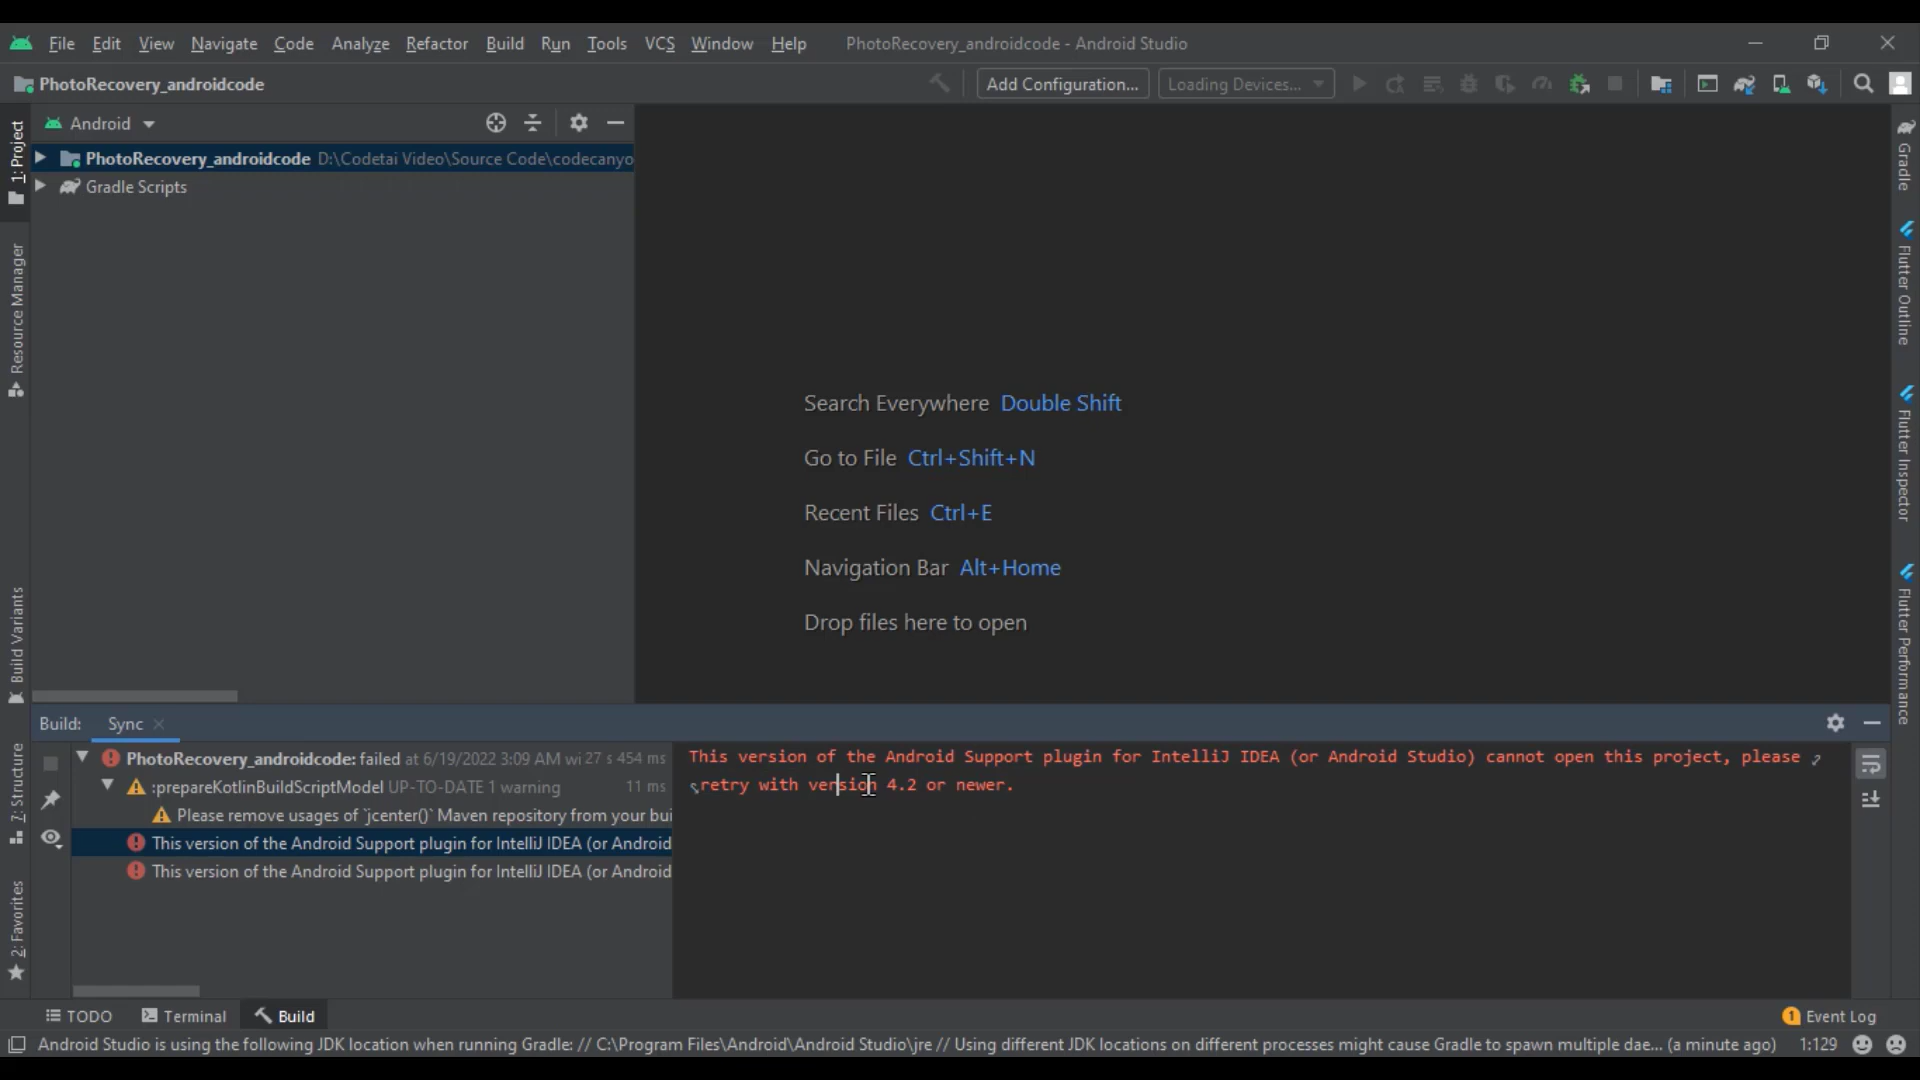 File Edit View Navigate Code Analyze Refactor Build Run Tools VCS Window Help PhotoRecovery_androidcode - Android Studio
PhotoRecovery_androidcode Add Configuration... Loading Devices...
Android
PhotoRecovery_androidcode D:\Codetai Video\Source Code\codecanyo
Gradle Scripts
1: Project
Resource Manager
Build Variants
7: Structure
2: Favorites
Search Everywhere Double Shift
Go to File Ctrl+Shift+N
Recent Files Ctrl+E
Navigation Bar Alt+Home
Drop files here to open
Gradle
Flutter Outline
Flutter Inspector
Flutter Performance
Build: Sync
PhotoRecovery_androidcode: failed at 6/19/2022 3:09 AM wi 27 s 454 ms
:prepareKotlinBuildScriptModel UP-TO-DATE 1 warning 11 ms
Please remove usages of `jcenter()` Maven repository from your bui
This version of the Android Support plugin for IntelliJ IDEA (or Android
This version of the Android Support plugin for IntelliJ IDEA (or Android
This version of the Android Support plugin for IntelliJ IDEA (or Android Studio) cannot open this project, please
retry with version 4.2 or newer.
TODO Terminal Build 1 Event Log
Android Studio is using the following JDK location when running Gradle: // C:\Program Files\Android\Android Studio\jre // Using different JDK locations on different processes might cause Gradle to spawn multiple dae... (a minute ago) 1:129